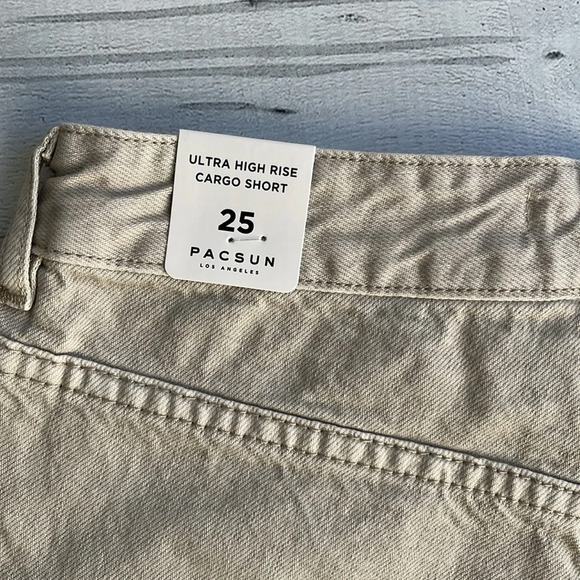 ULTRA HIGH RISE
CARGO SHORT
25
PACSUN
LOS ANGELES